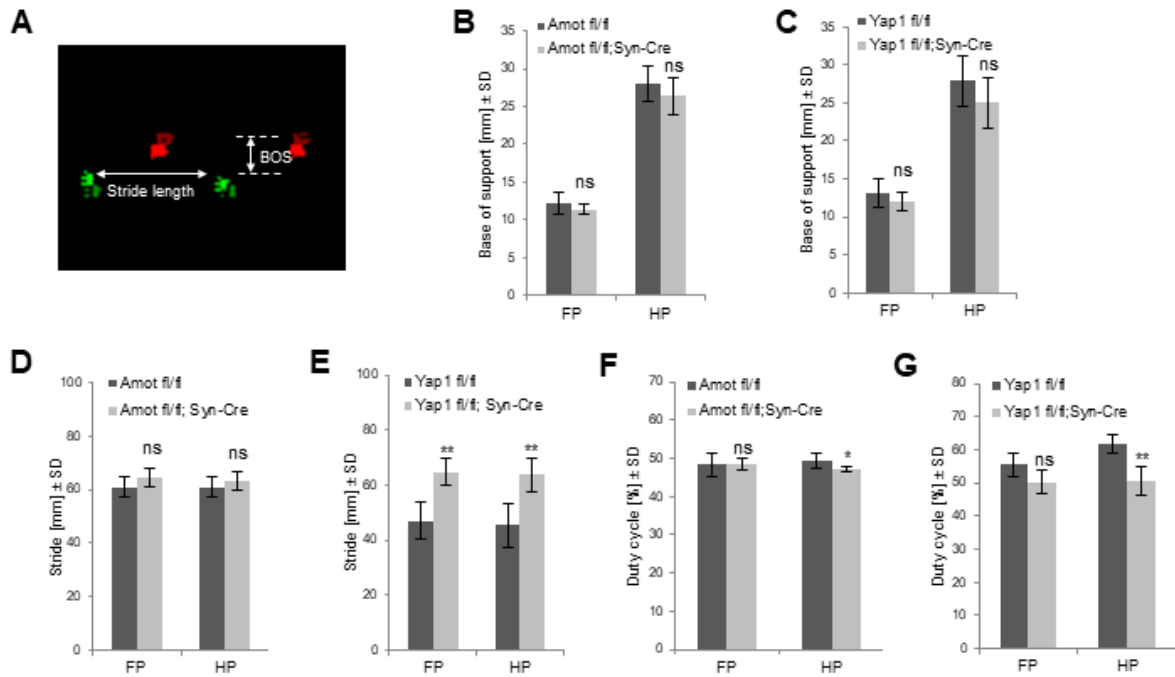 A
BOS
Stride length
B
Amot fl/fl
Amot fl/fl;Syn-Cre
Base of support [mm] ± SD
35
30
25
20
15
10
5
0
ns
ns
FP
HP
C
Yap1 fl/fl
Yap1 fl/fl;Syn-Cre
Base of support [mm] ± SD
35
30
25
20
15
10
5
0
ns
ns
FP
HP
D
Amot fl/fl
Amot fl/fl; Syn-Cre
Stride [mm] ± SD
100
80
60
40
20
0
ns
ns
FP
HP
E
Yap1 fl/fl
Yap1 fl/fl; Syn-Cre
Stride [mm] ± SD
100
80
60
40
20
0
**
**
FP
HP
F
Amot fl/fl
Amot fl/fl;Syn-Cre
Duty cycle [%] ± SD
70
60
50
40
30
20
10
0
ns
*
FP
HP
G
Yap1 fl/fl
Yap1 fl/fl;Syn-Cre
Duty cycle [%] ± SD
80
70
60
50
40
30
20
10
0
ns
**
FP
HP